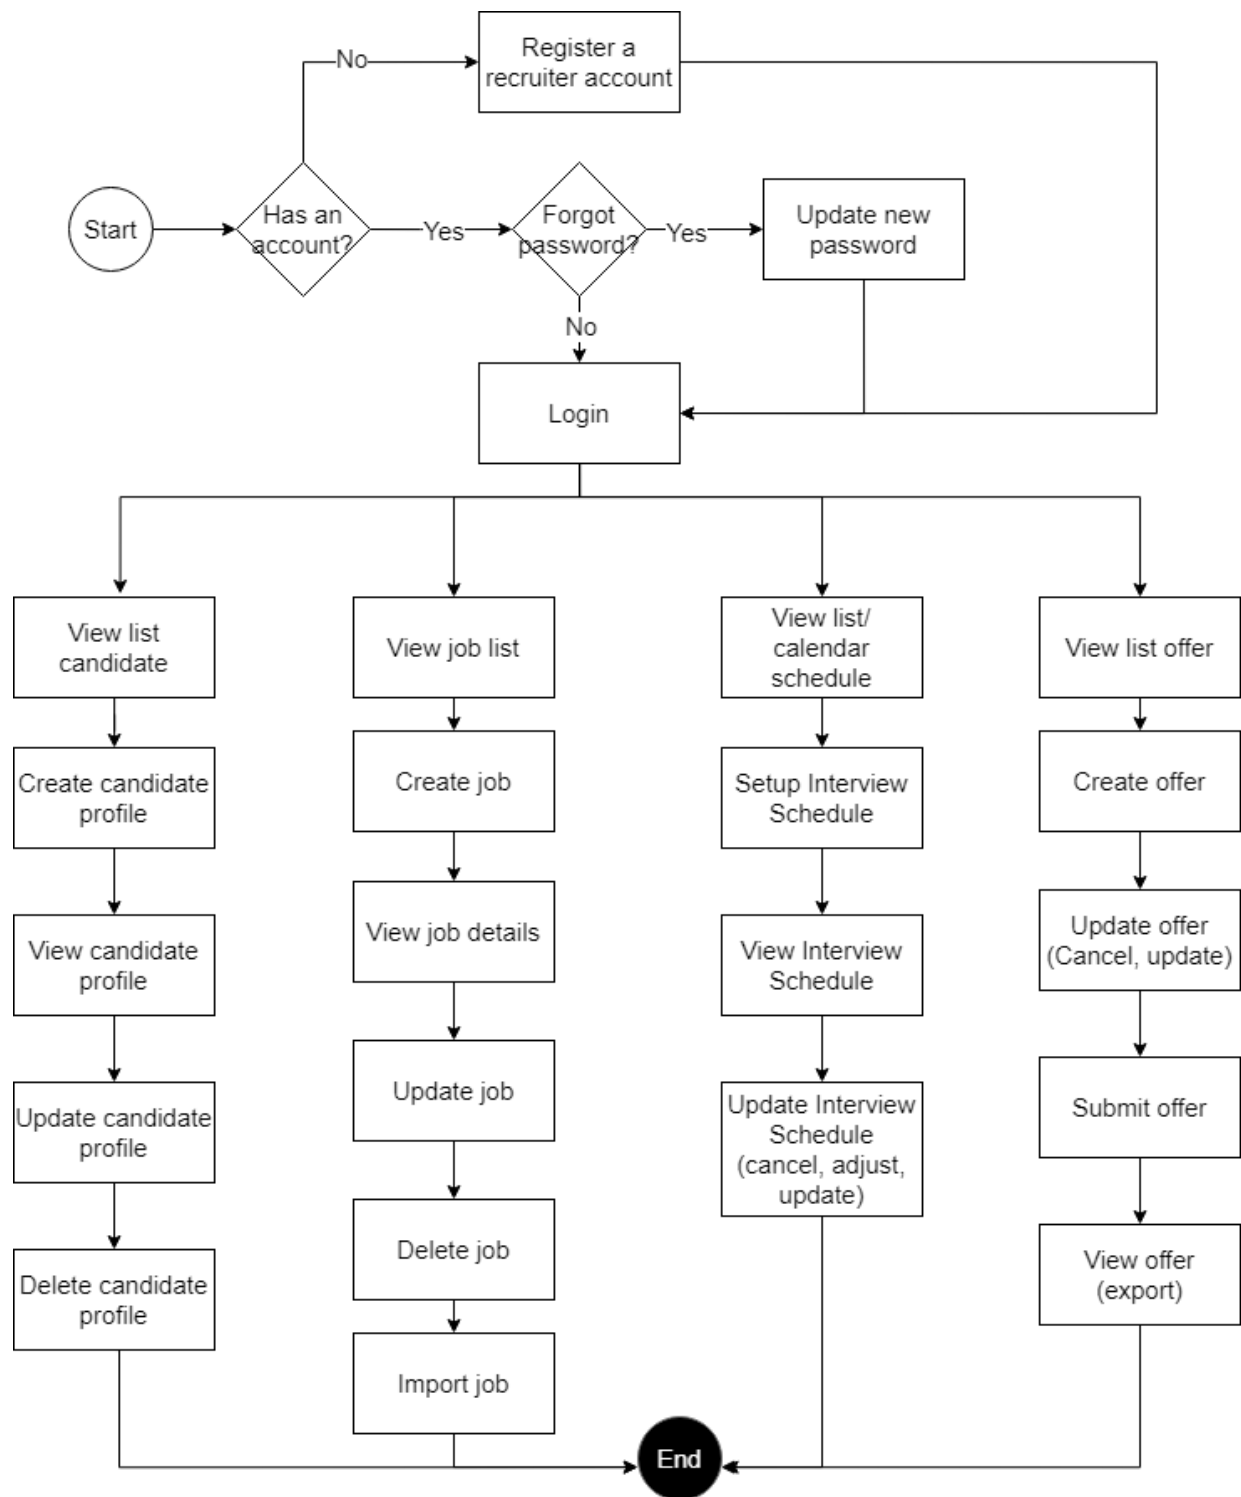 No
Register a
recruiter account
Start
Has an
account?
Yes
Forgot
password?
Yes
Update new
password
No
Login
View list
candidate
View job list
View list/
calendar
schedule
View list offer
Create candidate
profile
Create job
Setup Interview
Schedule
Create offer
View candidate
profile
View job details
View Interview
Schedule
Update offer
(Cancel, update)
Update candidate
profile
Update job
Update Interview
Schedule
(cancel, adjust,
update)
Submit offer
Delete candidate
profile
Delete job
View offer
(export)
Import job
End